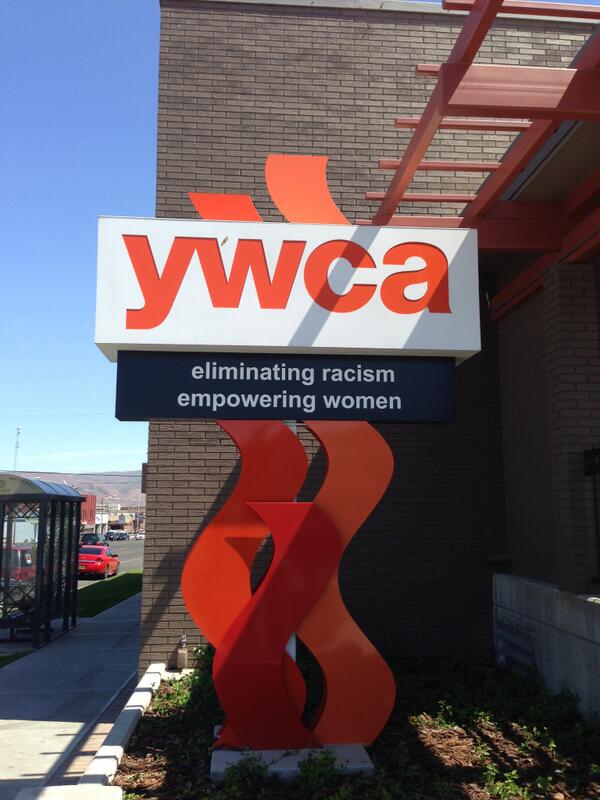 ywca
eliminating racism
empowering women